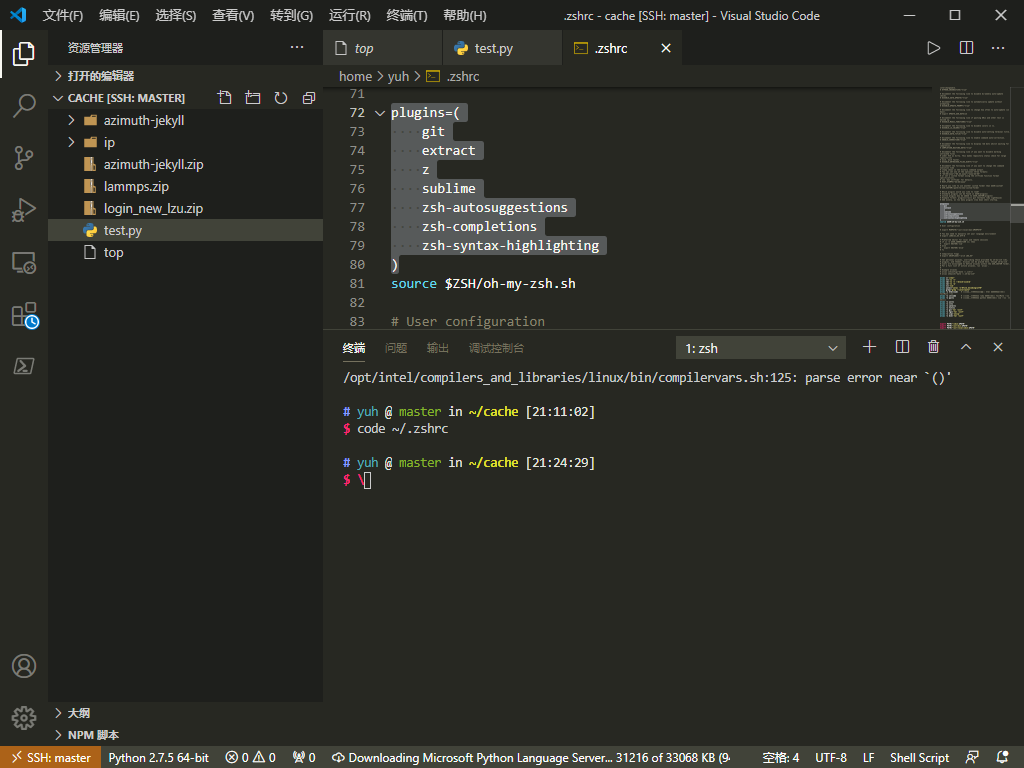 文件(F) 编辑(E) 选择(S) 查看(V) 转到(G) 运行(R) 终端(T) 帮助(H) .zshrc - cache [SSH: master] - Visual Studio Code
资源管理器
打开的编辑器
CACHE [SSH: MASTER]
azimuth-jekyll
ip
azimuth-jekyll.zip
lammps.zip
login_new_lzu.zip
test.py
top
大纲
NPM 脚本
top test.py .zshrc
home > yuh > .zshrc
71
72 plugins=(
73 ····git
74 ····extract
75 ····z
76 ····sublime
77 ····zsh-autosuggestions
78 ····zsh-completions
79 ····zsh-syntax-highlighting
80 )
81 source $ZSH/oh-my-zsh.sh
82
83 # User configuration
终端 问题 输出 调试控制台 1: zsh
/opt/intel/compilers_and_libraries/linux/bin/compilervars.sh:125: parse error near `()'
# yuh @ master in ~/cache [21:11:02]
$ code ~/.zshrc
# yuh @ master in ~/cache [21:24:29]
$ \
SSH: master Python 2.7.5 64-bit 0 0 0 Downloading Microsoft Python Language Server... 31216 of 33068 KB (9 空格: 4 UTF-8 LF Shell Script